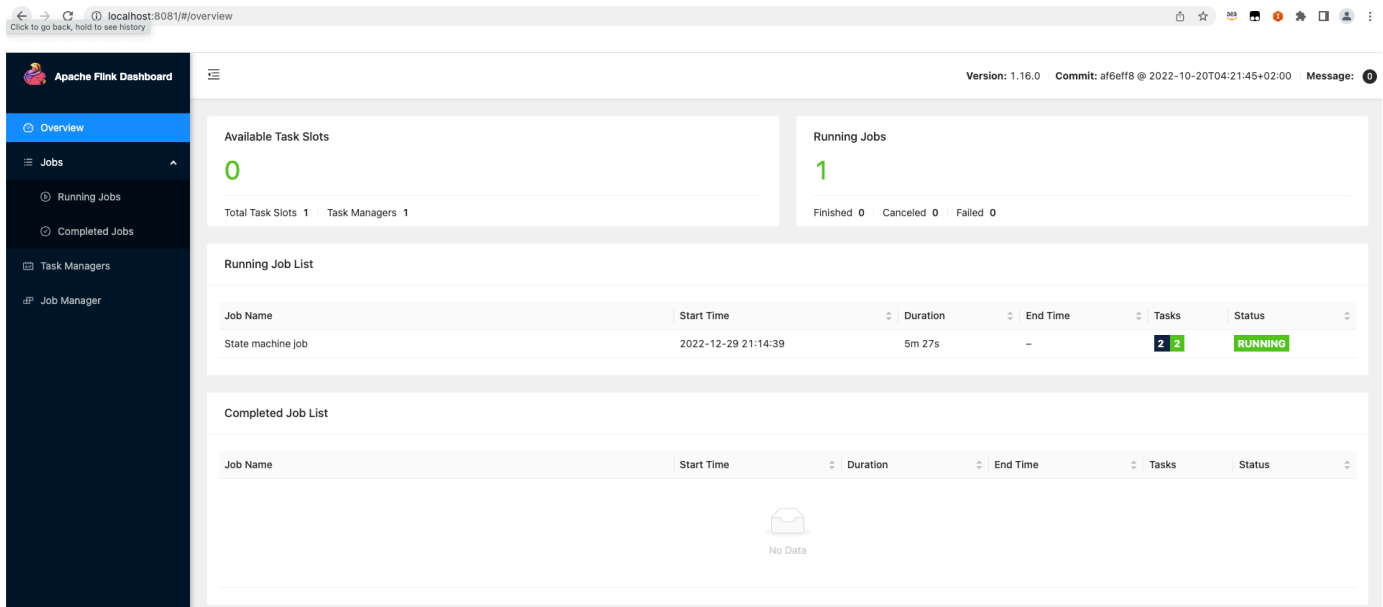 localhost:8081/#/overview
Click to go back, hold to see history
Apache Flink Dashboard
Version: 1.16.0 Commit: af6eff8 @ 2022-10-20T04:21:45+02:00 Message: 0
Overview
Jobs
Running Jobs
Completed Jobs
Task Managers
Job Manager
Available Task Slots
0
Total Task Slots 1 Task Managers 1
Running Jobs
1
Finished 0 Canceled 0 Failed 0
Running Job List
Job Name Start Time Duration End Time Tasks Status
State machine job 2022-12-29 21:14:39 5m 27s – 2 2 RUNNING
Completed Job List
Job Name Start Time Duration End Time Tasks Status
No Data